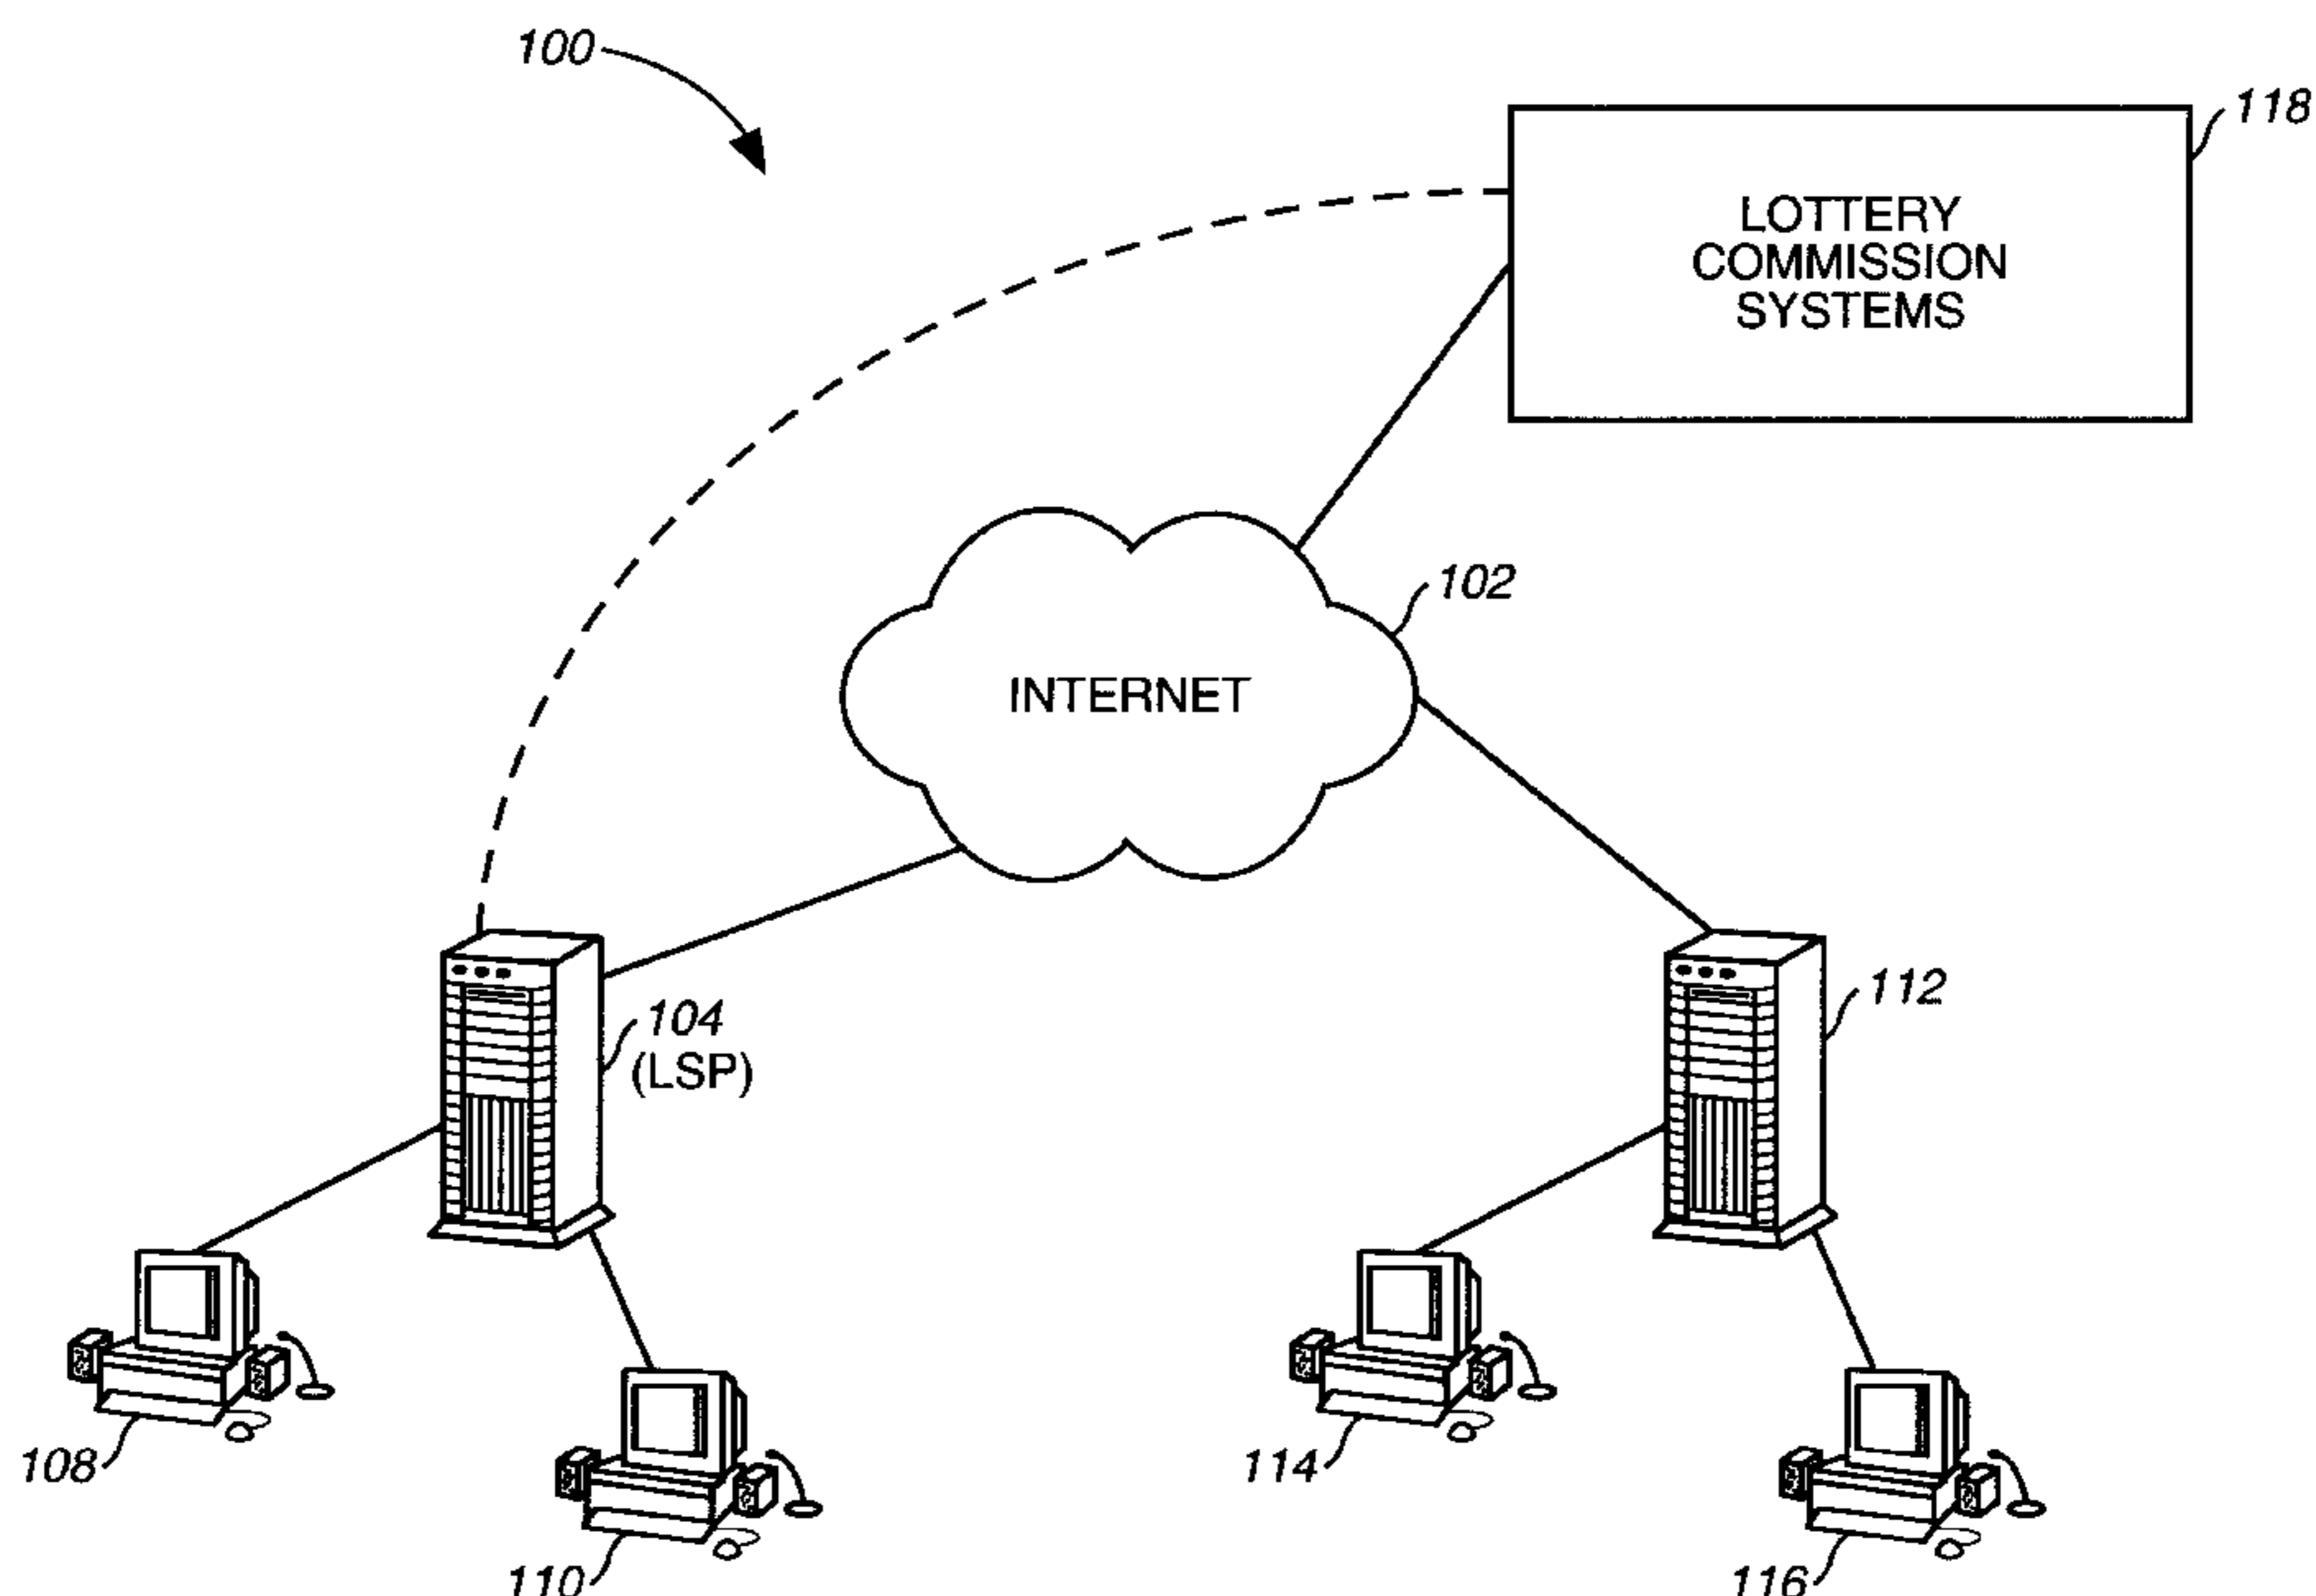 100
118
LOTTERY
COMMISSION
SYSTEMS
102
INTERNET
104
(LSP)
112
108
110
114
116